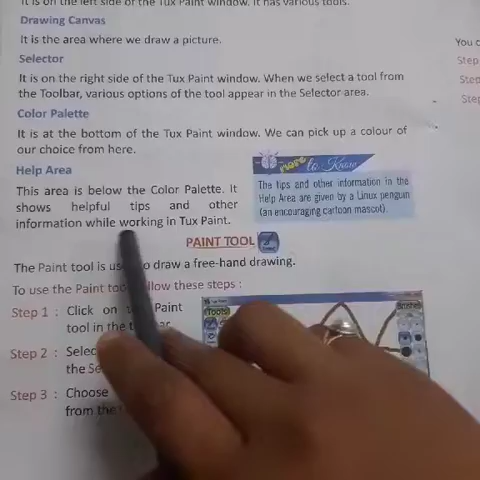 It is on the left side of the Tux Paint window. It has various tools.
Drawing Canvas
It is the area where we draw a picture.
Selector
It is on the right side of the Tux Paint window. When we select a tool from
the Toolbar, various options of the tool appear in the Selector area.
Color Palette
It is at the bottom of the Tux Paint window. We can pick up a colour of
our choice from here.
Help Area
This area is below the Color Palette. It
shows helpful tips and other
information while working in Tux Paint.
more to Know
The tips and other information in the
Help Area are given by a Linux penguin
(an encouraging cartoon mascot).
PAINT TOOL
The Paint tool is to draw a free-hand drawing.
To use the Paint these steps :
Step 1 : Click on Paint
tool in the
Step 2 :
the
Step 3 : Choose
from the
Tools
You
Step
Step
Step